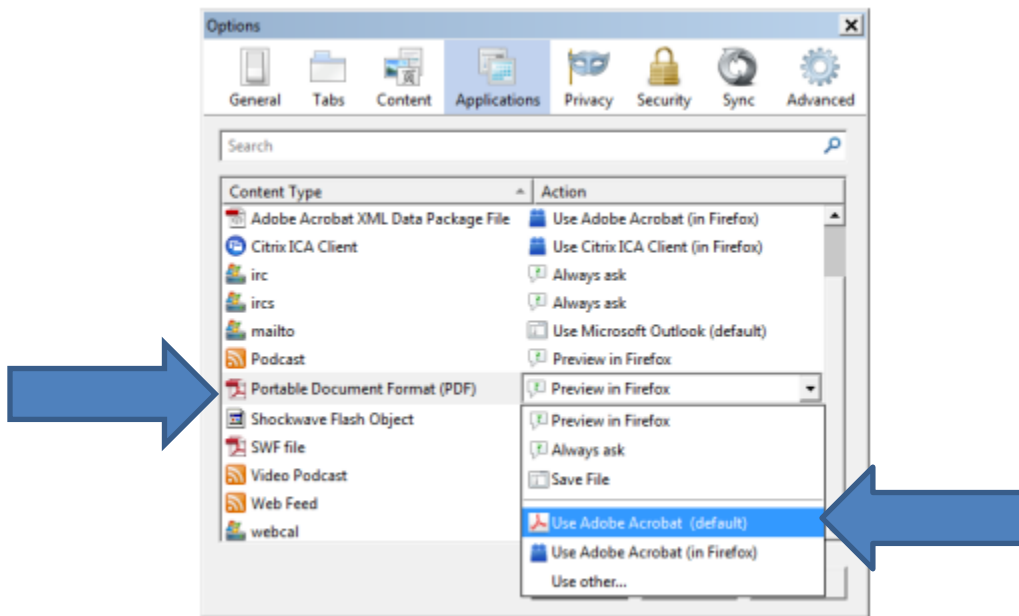 Options
General Tabs Content Applications Privacy Security Sync Advanced
Search
Content Type Action
Adobe Acrobat XML Data Package File Use Adobe Acrobat (in Firefox)
Citrix ICA Client Use Citrix ICA Client (in Firefox)
irc Always ask
ircs Always ask
mailto Use Microsoft Outlook (default)
Podcast Preview in Firefox
Portable Document Format (PDF) Preview in Firefox
Shockwave Flash Object Preview in Firefox
SWF file Always ask
Video Podcast Save File
Web Feed
Use Adobe Acrobat (default)
webcal
Use Adobe Acrobat (in Firefox)
Use other...